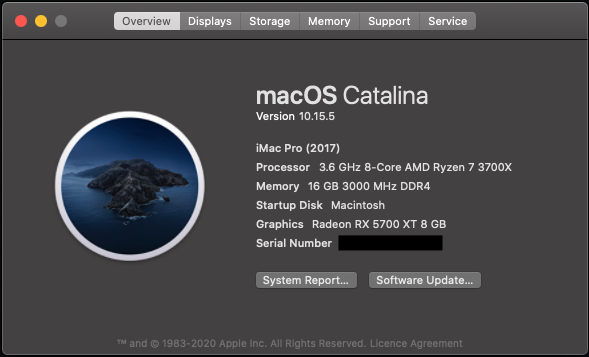 Overview Displays Storage Memory Support Service
macOS Catalina
Version 10.15.5
iMac Pro (2017)
Processor 3.6 GHz 8-Core AMD Ryzen 7 3700X
Memory 16 GB 3000 MHz DDR4
Startup Disk Macintosh
Graphics Radeon RX 5700 XT 8 GB
Serial Number
System Report... Software Update...
™ and © 1983-2020 Apple Inc. All Rights Reserved. Licence Agreement